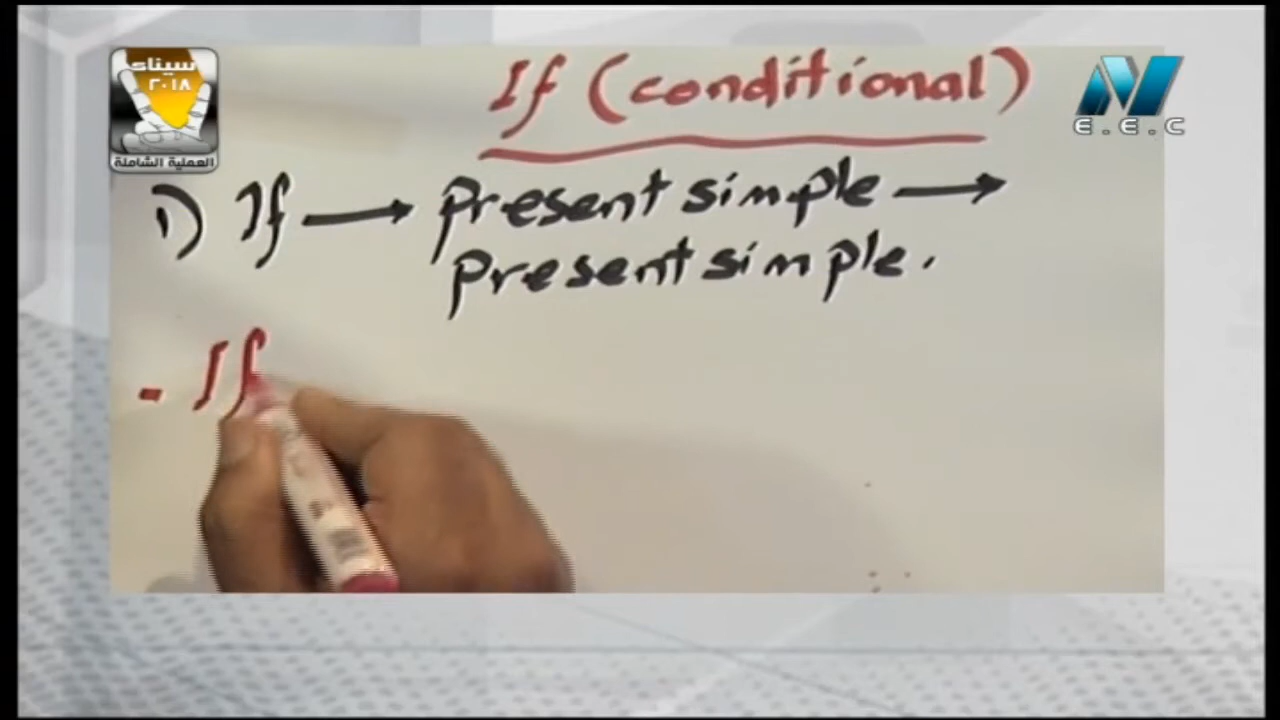 سيناء
٢٠١٨
العملية الشاملة
N
E.E.C
If (conditional)
1) If → present simple →
present simple.
- If